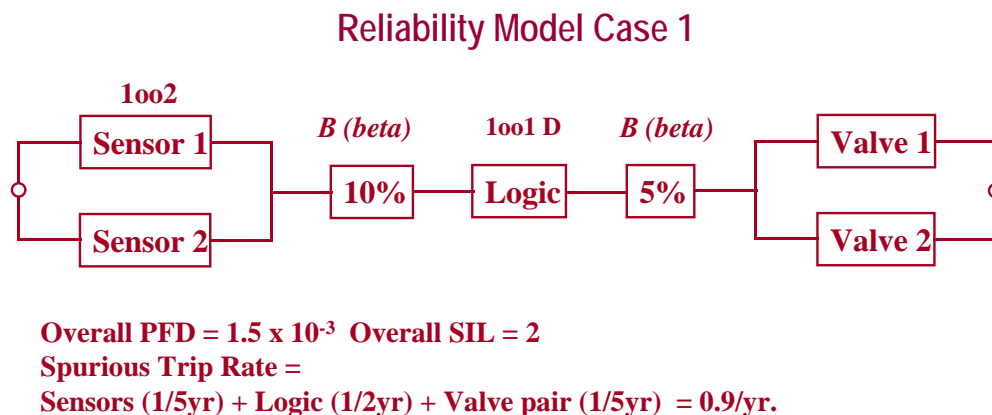 Reliability Model Case 1
1oo2
B (beta)
1oo1 D
B (beta)
Sensor 1
Valve 1
10%
Logic
5%
Sensor 2
Valve 2
Overall PFD = 1.5 x 10⁻³ Overall SIL = 2
Spurious Trip Rate =
Sensors (1/5yr) + Logic (1/2yr) + Valve pair (1/5yr) = 0.9/yr.